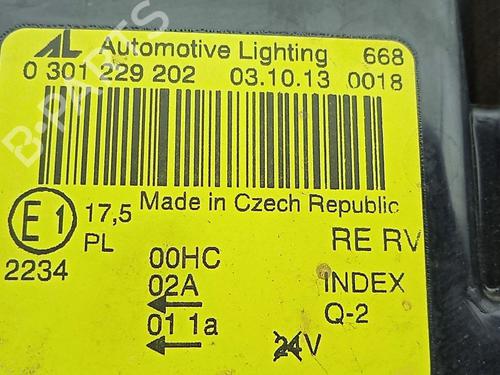 AL Automotive Lighting 668
0 301 229 202 03.10.13 0018
Made in Czech Republic
E1 17,5
PL
RE RV
2234
00HC
02A
INDEX
01 1a
Q-2
24V
B-PARTS